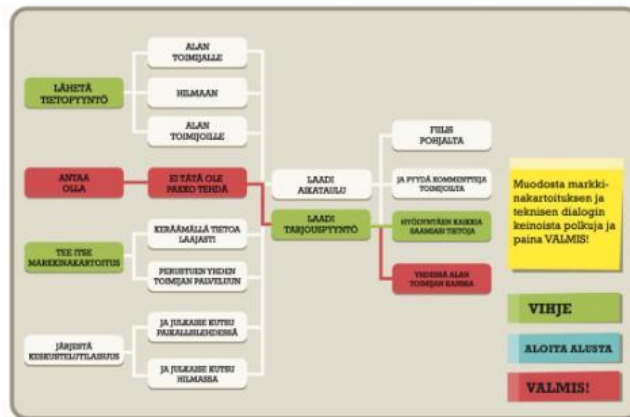 LÄHETÄ
TIETOPYYNTÖ
ALAN
TOIMIJALLE
HILMAAN
ALAN
TOIMIJOILLE
ANTAA
OLLA
EI TÄTÄ OLE
PAKKO TEHDÄ
TEE ITSE
MARKKINAKARTOITUS
KERÄÄMÄLLÄ TIETOA
LAAJASTI
PERUSTUEN YHDEN
TOIMIJAN PALVELUUN
JÄRJESTÄ
KESKUSTELUTILAISUUS
JA JULKAISE KUTSU
PAIKALLISLEHDESSÄ
JA JULKAISE KUTSU
HILMASSA
LAADI
AIKATAULU
LAADI
TARJOUSPYYNTÖ
FIILIS
POHJALTA
JA PYYDÄ KOMMENTTEJA
TOIMIJOILTA
HYÖDYNTÄEN KAIKKIA
SAAMIASI TIETOJA
YHDESSÄ ALAN
TOIMIJAN KANSSA
Muodosta markki-
nakartoituksen ja
teknisen dialogin
keinoista polkuja ja
paina VALMIS!
VIHJE
ALOITA ALUSTA
VALMIS!